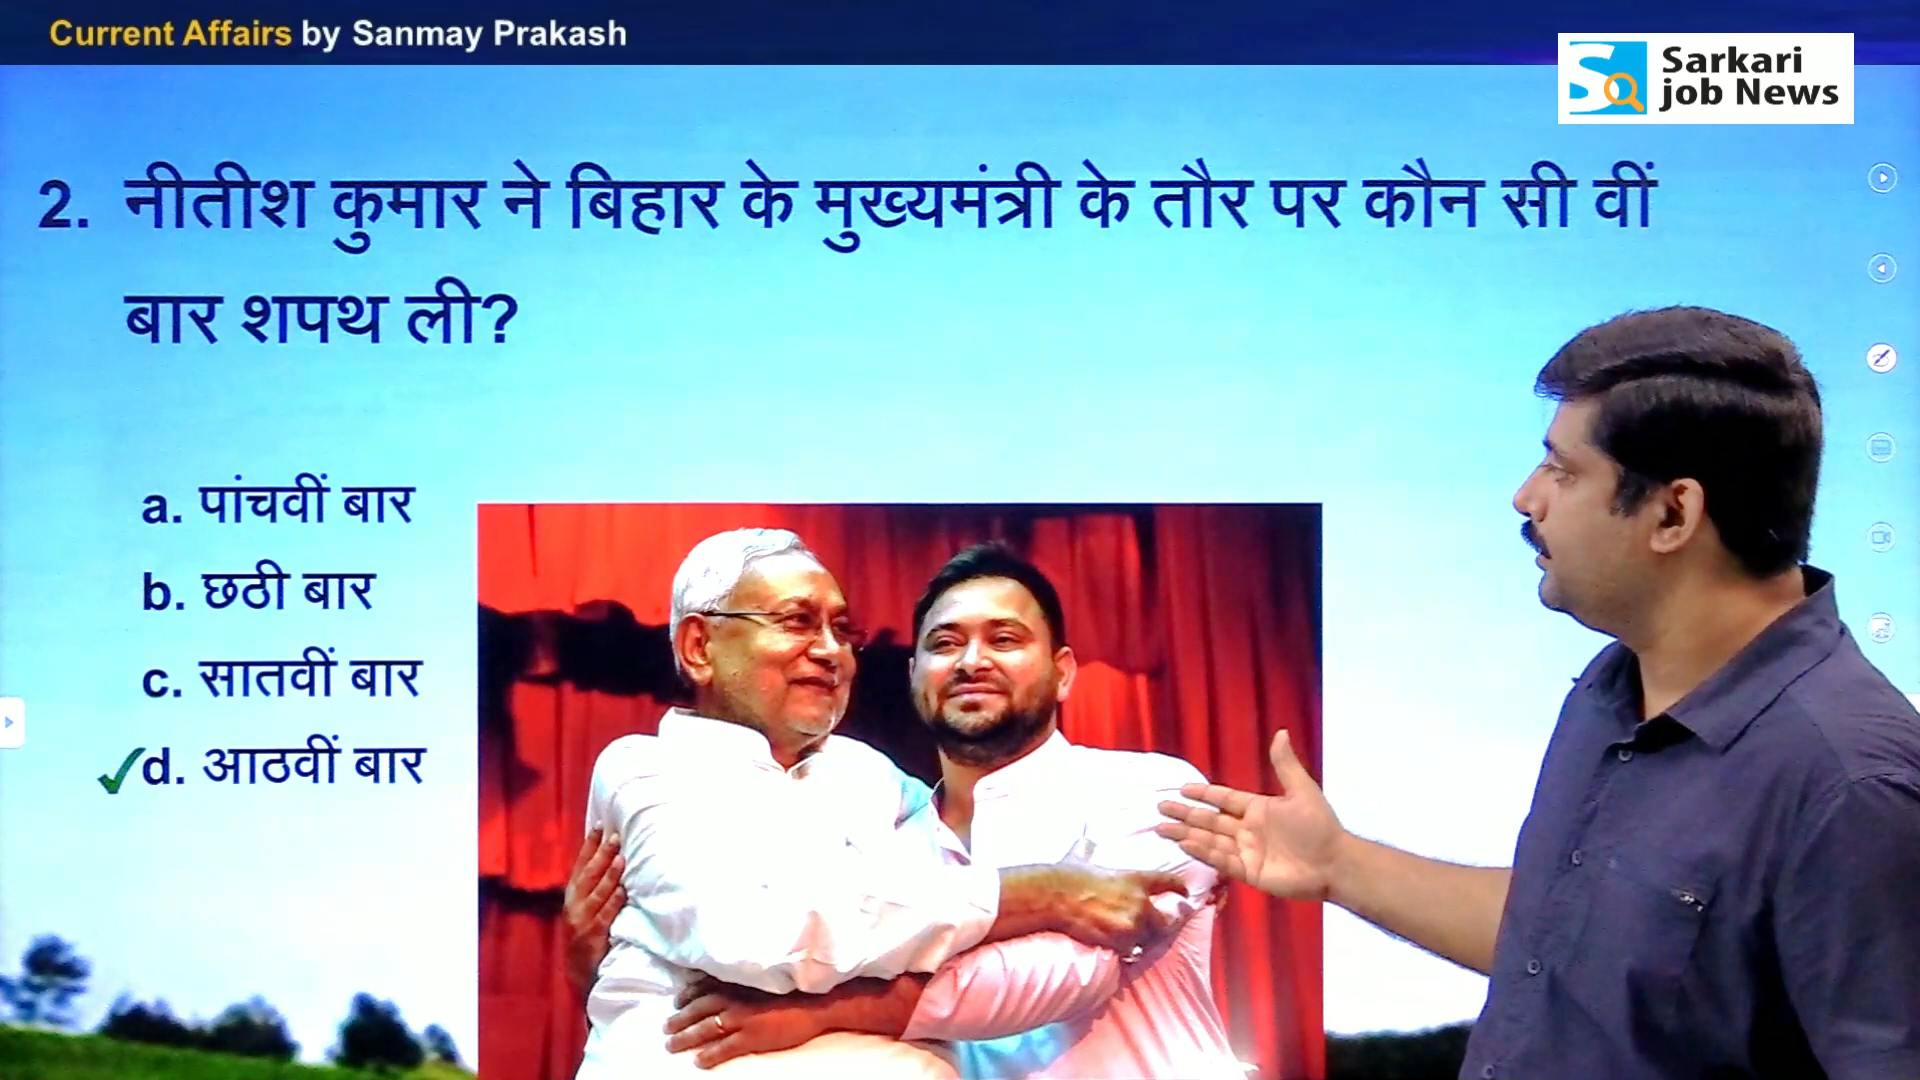 Current Affairs by Sanmay Prakash
Sarkari
job News
2. नीतीश कुमार ने बिहार के मुख्यमंत्री के तौर पर कौन सी वीं
बार शपथ ली?
a. पांचवीं बार
b. छठी बार
c. सातवीं बार
d. आठवीं बार